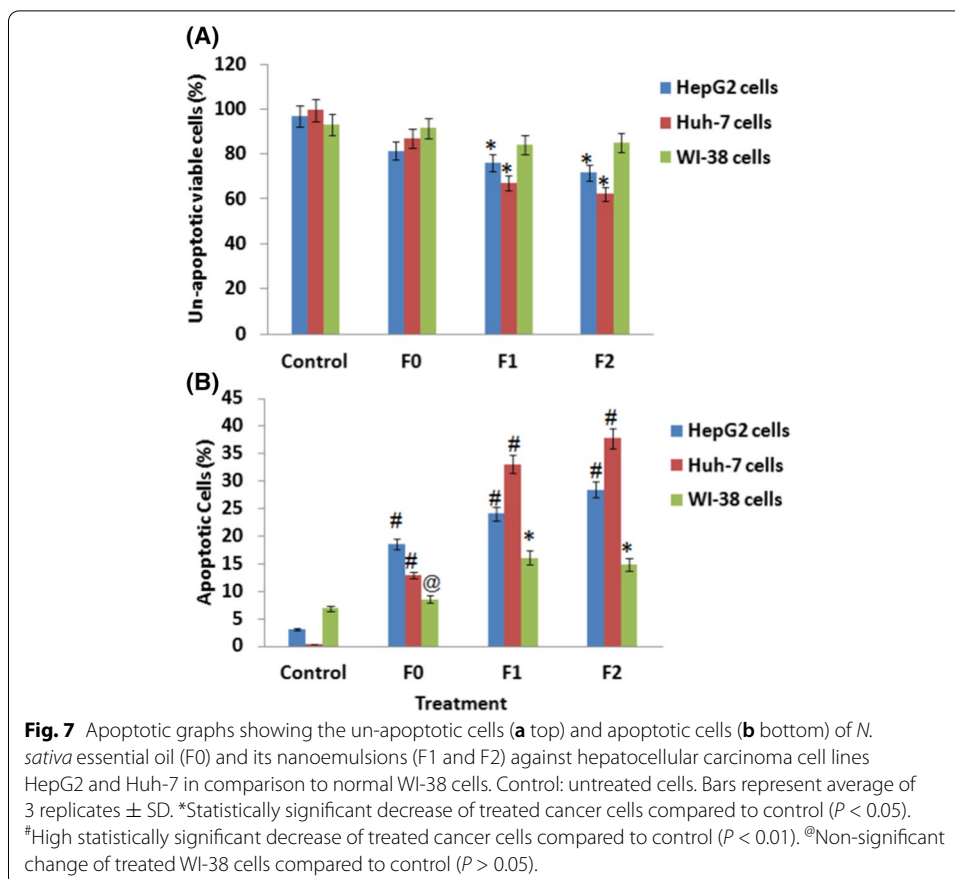 (A)
Un-apoptotic viable cells (%)
120
100
80
60
40
20
0
* * * *
Control F0 F1 F2
HepG2 cells
Huh-7 cells
WI-38 cells
(B)
Apoptotic Cells (%)
45
40
35
30
25
20
15
10
5
0
# # @ # # * # # *
Control F0 F1 F2
Treatment
HepG2 cells
Huh-7 cells
WI-38 cells
Fig. 7 Apoptotic graphs showing the un-apoptotic cells (a top) and apoptotic cells (b bottom) of N.
sativa essential oil (F0) and its nanoemulsions (F1 and F2) against hepatocellular carcinoma cell lines
HepG2 and Huh-7 in comparison to normal WI-38 cells. Control: untreated cells. Bars represent average of
3 replicates ± SD. *Statistically significant decrease of treated cancer cells compared to control (P < 0.05).
#High statistically significant decrease of treated cancer cells compared to control (P < 0.01). @Non-significant
change of treated WI-38 cells compared to control (P > 0.05).